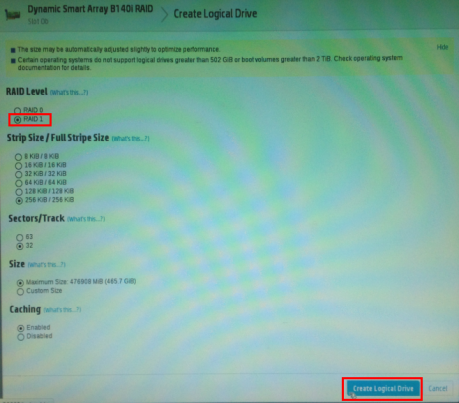 Dynamic Smart Array B140i RAID
Slot 0b
Create Logical Drive
The size may be automatically adjusted slightly to optimize performance.
Hide
Certain operating systems do not support logical drives greater than 502 GiB or boot volumes greater than 2 TiB. Check operating system
documentation for details.
RAID Level (What's this...?)
RAID 0
RAID 1
Strip Size / Full Stripe Size (What's this...?)
8 KiB / 8 KiB
16 KiB / 16 KiB
32 KiB / 32 KiB
64 KiB / 64 KiB
128 KiB / 128 KiB
256 KiB / 256 KiB
Sectors/Track (What's this...?)
63
32
Size (What's this...?)
Maximum Size: 476908 MiB (465.7 GiB)
Custom Size
Caching (What's this...?)
Enabled
Disabled
Create Logical Drive
Cancel